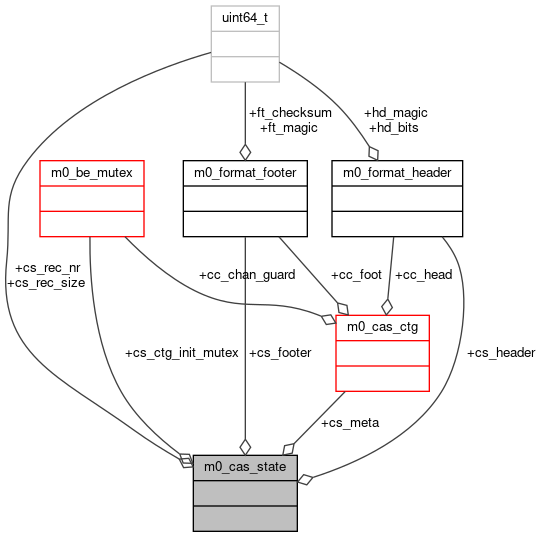 uint64_t
+ft_checksum
+ft_magic
+hd_magic
+hd_bits
m0_be_mutex
m0_format_footer
m0_format_header
+cs_rec_nr
+cs_rec_size
+cc_chan_guard
+cc_foot
+cc_head
m0_cas_ctg
+cs_ctg_init_mutex
+cs_footer
+cs_header
+cs_meta
m0_cas_state